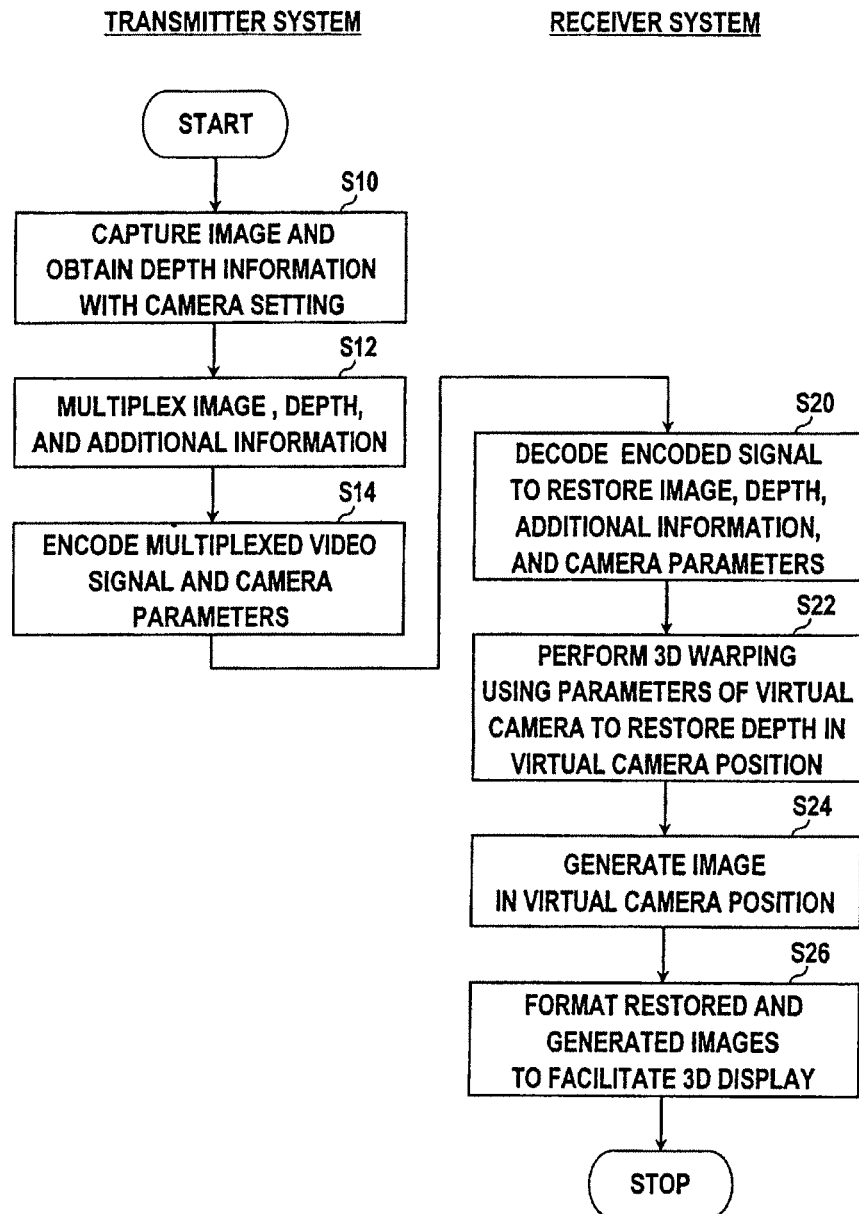 TRANSMITTER SYSTEM
START
S10
CAPTURE IMAGE AND
OBTAIN DEPTH INFORMATION
WITH CAMERA SETTING
S12
MULTIPLEX IMAGE , DEPTH,
AND ADDITIONAL INFORMATION
S14
ENCODE MULTIPLEXED VIDEO
SIGNAL AND CAMERA
PARAMETERS
RECEIVER SYSTEM
S20
DECODE ENCODED SIGNAL
TO RESTORE IMAGE, DEPTH,
ADDITIONAL INFORMATION,
AND CAMERA PARAMETERS
S22
PERFORM 3D WARPING
USING PARAMETERS OF VIRTUAL
CAMERA TO RESTORE DEPTH IN
VIRTUAL CAMERA POSITION
S24
GENERATE IMAGE
IN VIRTUAL CAMERA POSITION
S26
FORMAT RESTORED AND
GENERATED IMAGES
TO FACILITATE 3D DISPLAY
STOP